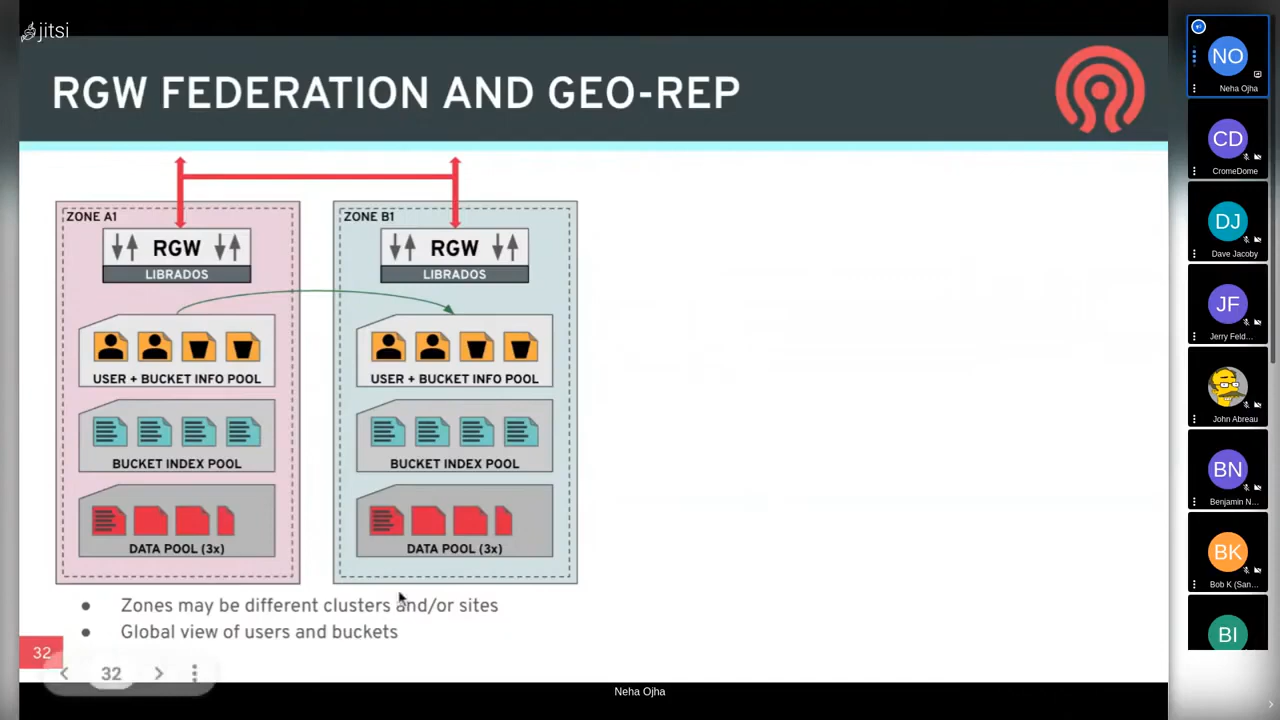 jitsi
RGW FEDERATION AND GEO-REP
ZONE A1
RGW
LIBRADOS
USER + BUCKET INFO POOL
BUCKET INDEX POOL
DATA POOL (3x)
ZONE B1
RGW
LIBRADOS
USER + BUCKET INFO POOL
BUCKET INDEX POOL
DATA POOL (3x)
● Zones may be different clusters and/or sites
● Global view of users and buckets
32
32
Neha Ojha
NO
Neha Ojha
CD
CromeDome
DJ
Dave Jacoby
JF
Jerry Feld...
John Abreau
BN
Benjamin N...
BK
Bob K (San...
BI